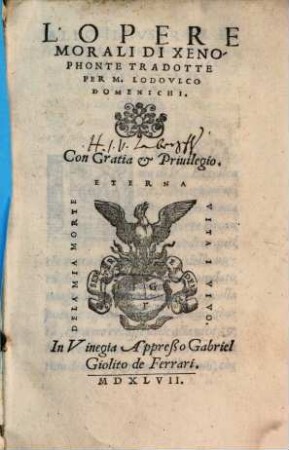 L'OPERE
MORALI DI XENO-
PHONTE TRADOTTE
PER M. LODOVICO
DOMENICHI.
Con Gratia & Priuilegio.
ETERNA
DE LA MIA MORTE
VITA I VIVO.
G
F
In Vinegia Appresso Gabriel
Giolito de Ferrari.
MDXLVII.